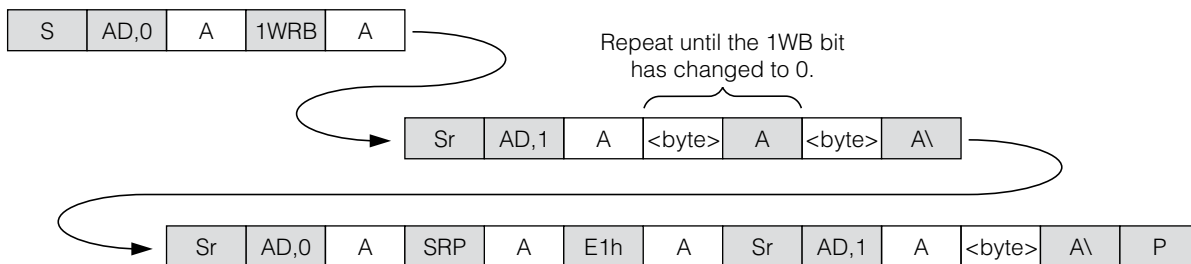 S AD,0 A 1WRB A
Repeat until the 1WB bit
has changed to 0.
Sr AD,1 A <byte> A <byte> A\
Sr AD,0 A SRP A E1h A Sr AD,1 A <byte> A\ P